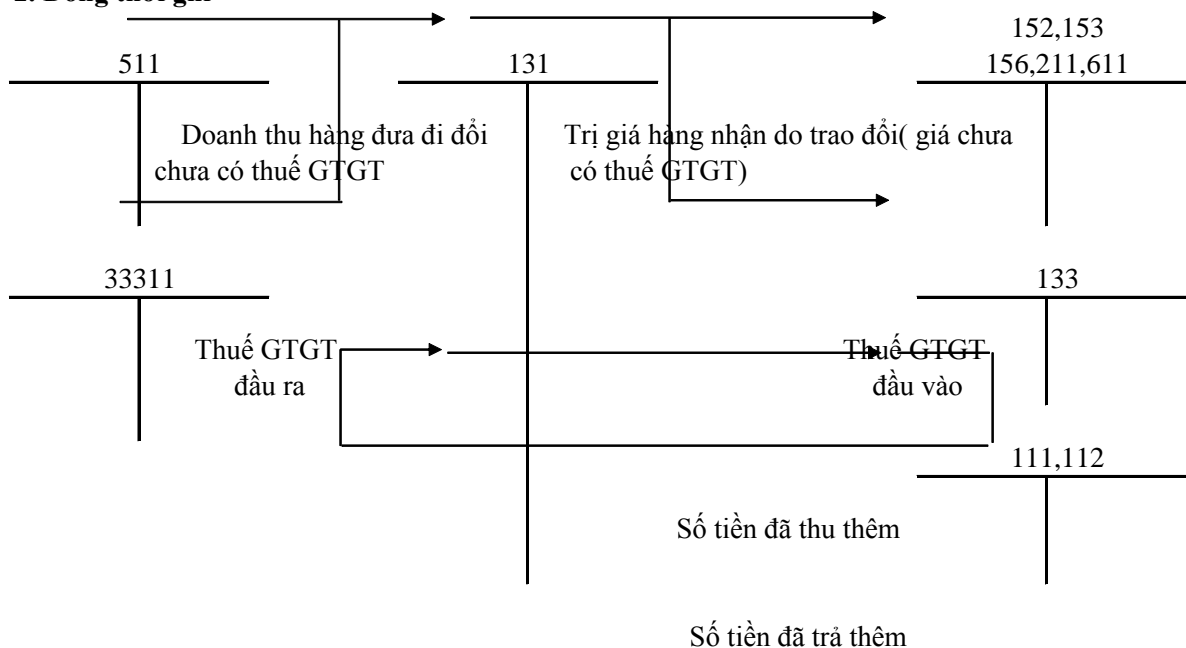 2. Đồng thời ghi
152,153
511
131
156,211,611
Doanh thu hàng đưa đi đổi
chưa có thuế GTGT
Trị giá hàng nhận do trao đổi( giá chưa
có thuế GTGT)
33311
133
Thuế GTGT
đầu ra
Thuế GTGT
đầu vào
111,112
Số tiền đã thu thêm
Số tiền đã trả thêm